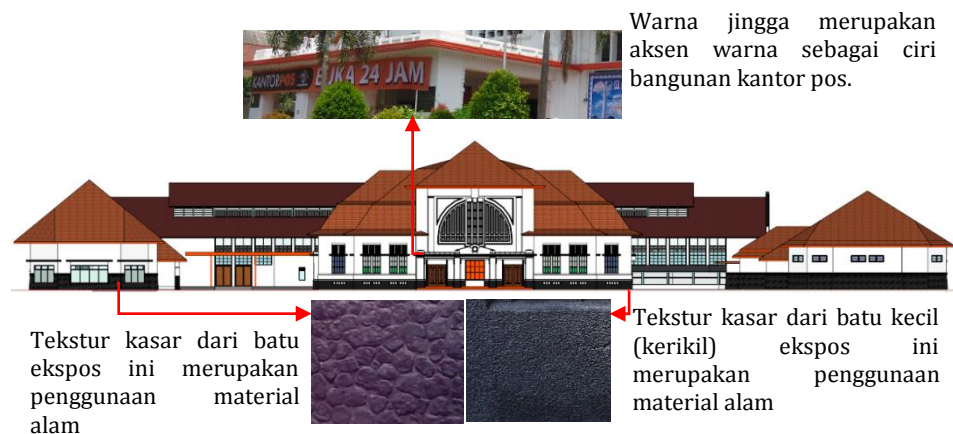 Warna jingga merupakan
aksen warna sebagai ciri
bangunan kantor pos.
KANTORPOS BUKA 24 JAM
Tekstur kasar dari batu
ekspos ini merupakan
penggunaan material
alam
Tekstur kasar dari batu kecil
(kerikil) ekspos ini
merupakan penggunaan
material alam